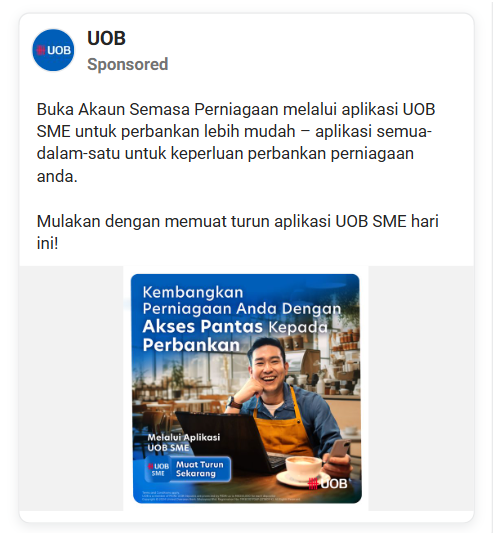 UOB
UOB
Sponsored
Buka Akaun Semasa Perniagaan melalui aplikasi UOB
SME untuk perbankan lebih mudah – aplikasi semua-
dalam-satu untuk keperluan perbankan perniagaan
anda.
Mulakan dengan memuat turun aplikasi UOB SME hari
ini!
Kembangkan
Perniagaan Anda Dengan
Akses Pantas Kepada
Perbankan
Melalui Aplikasi
UOB SME
UOB
SME
Muat Turun
Sekarang
UOB